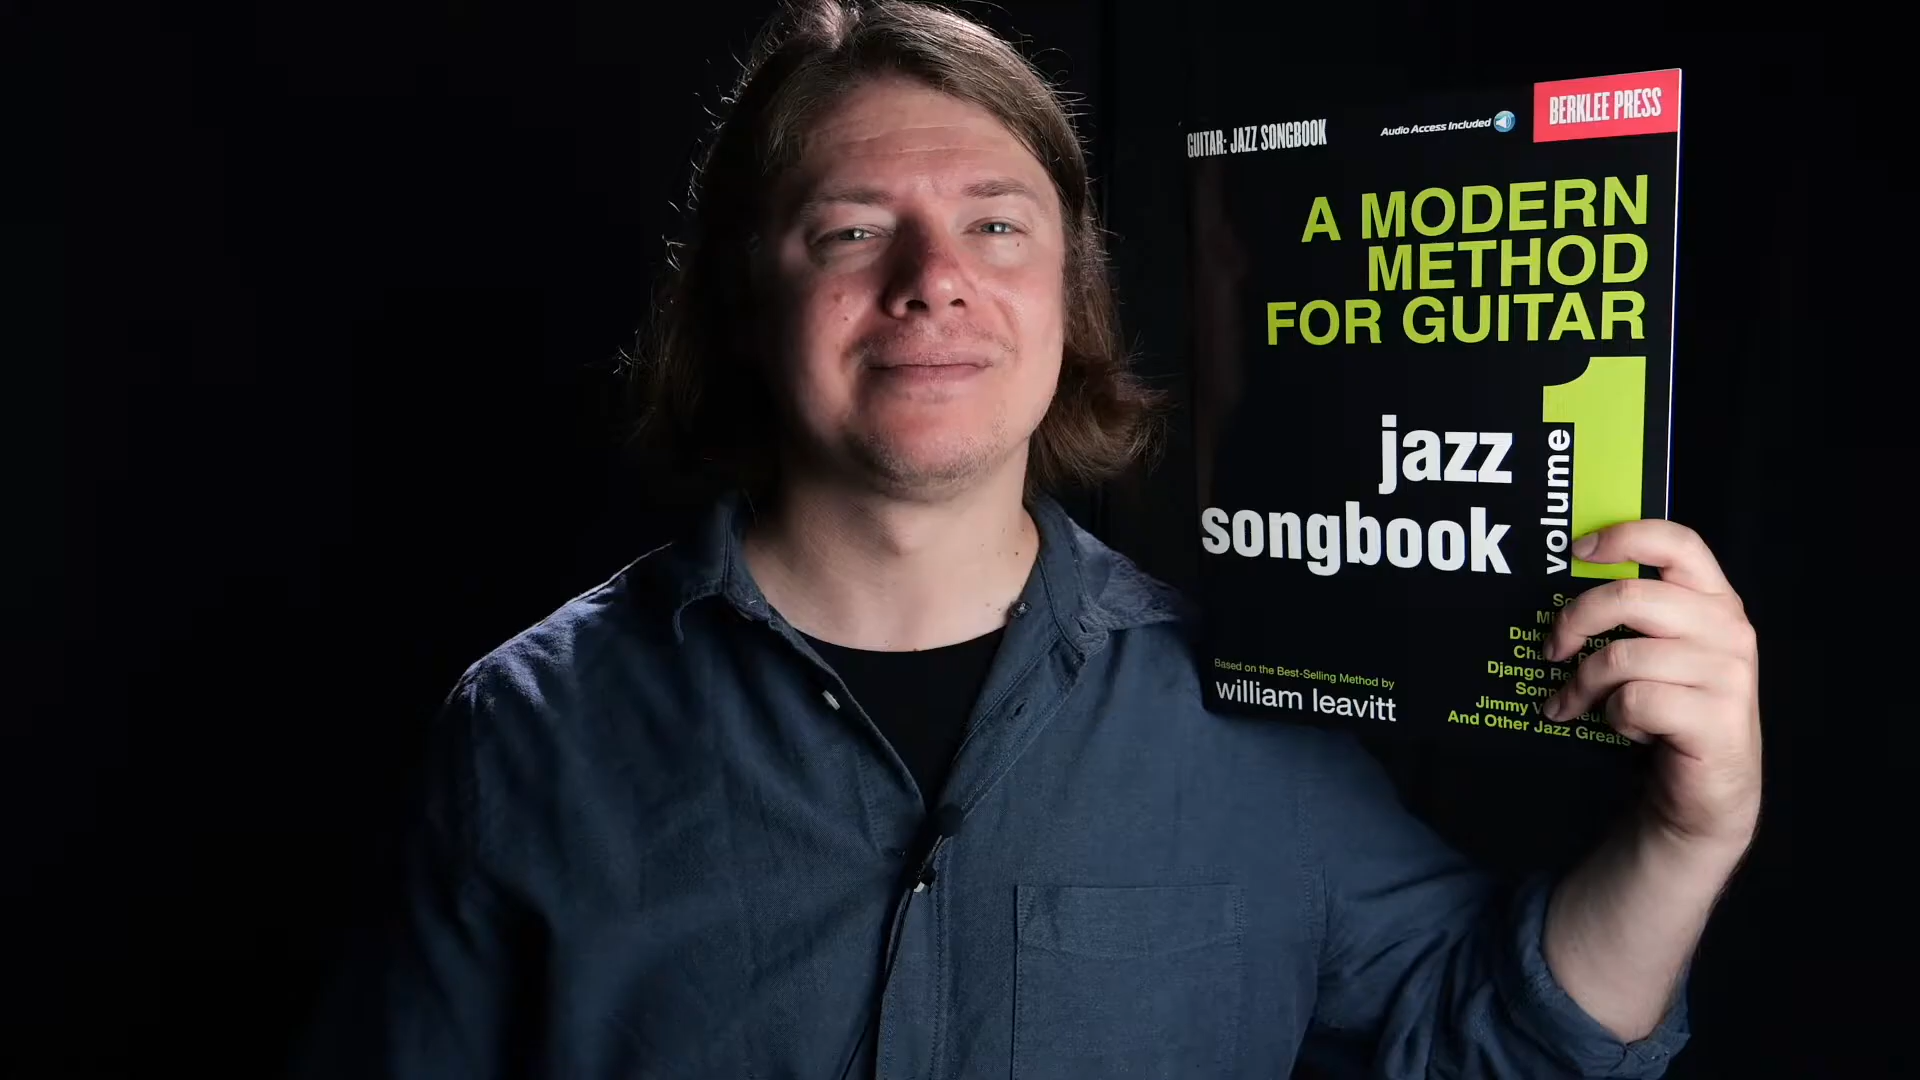 GUITAR: JAZZ SONGBOOK
Audio Access Included
BERKLEE PRESS
A MODERN
METHOD
FOR GUITAR
volume 1
jazz
songbook
Based on the Best-Selling Method by
william leavitt
Django
Jimmy
And Other Jazz Greats